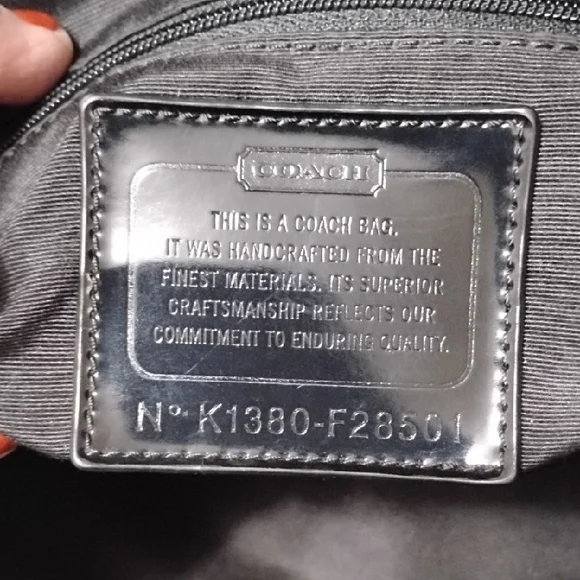 COACH
THIS IS A COACH BAG.
IT WAS HANDCRAFTED FROM THE
FINEST MATERIALS. ITS SUPERIOR
CRAFTSMANSHIP REFLECTS OUR
COMMITMENT TO ENDURING QUALITY.
Nº K1380-F28501